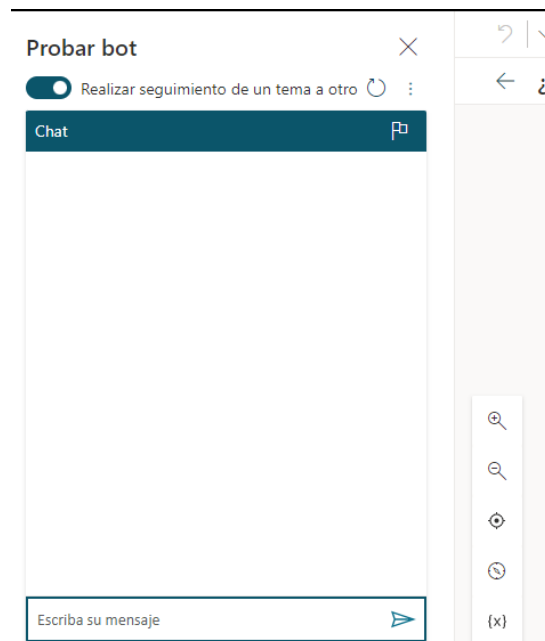 Probar bot
Realizar seguimiento de un tema a otro
Chat
Escriba su mensaje
¿
{x}